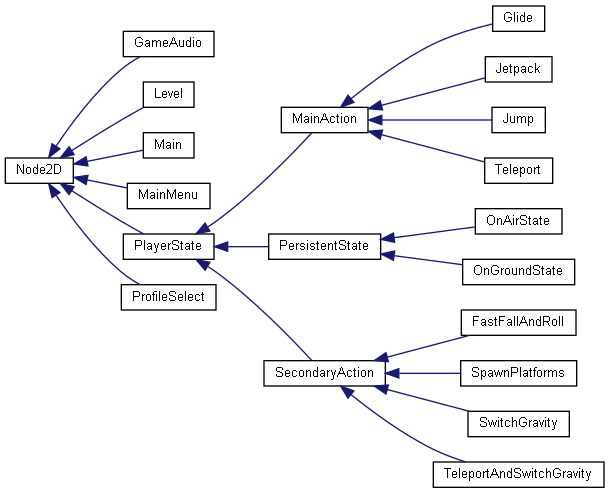 Glide
GameAudio
Jetpack
Level
MainAction
Jump
Main
Node2D
Teleport
MainMenu
OnAirState
PlayerState
PersistentState
OnGroundState
ProfileSelect
FastFallAndRoll
SecondaryAction
SpawnPlatforms
SwitchGravity
TeleportAndSwitchGravity